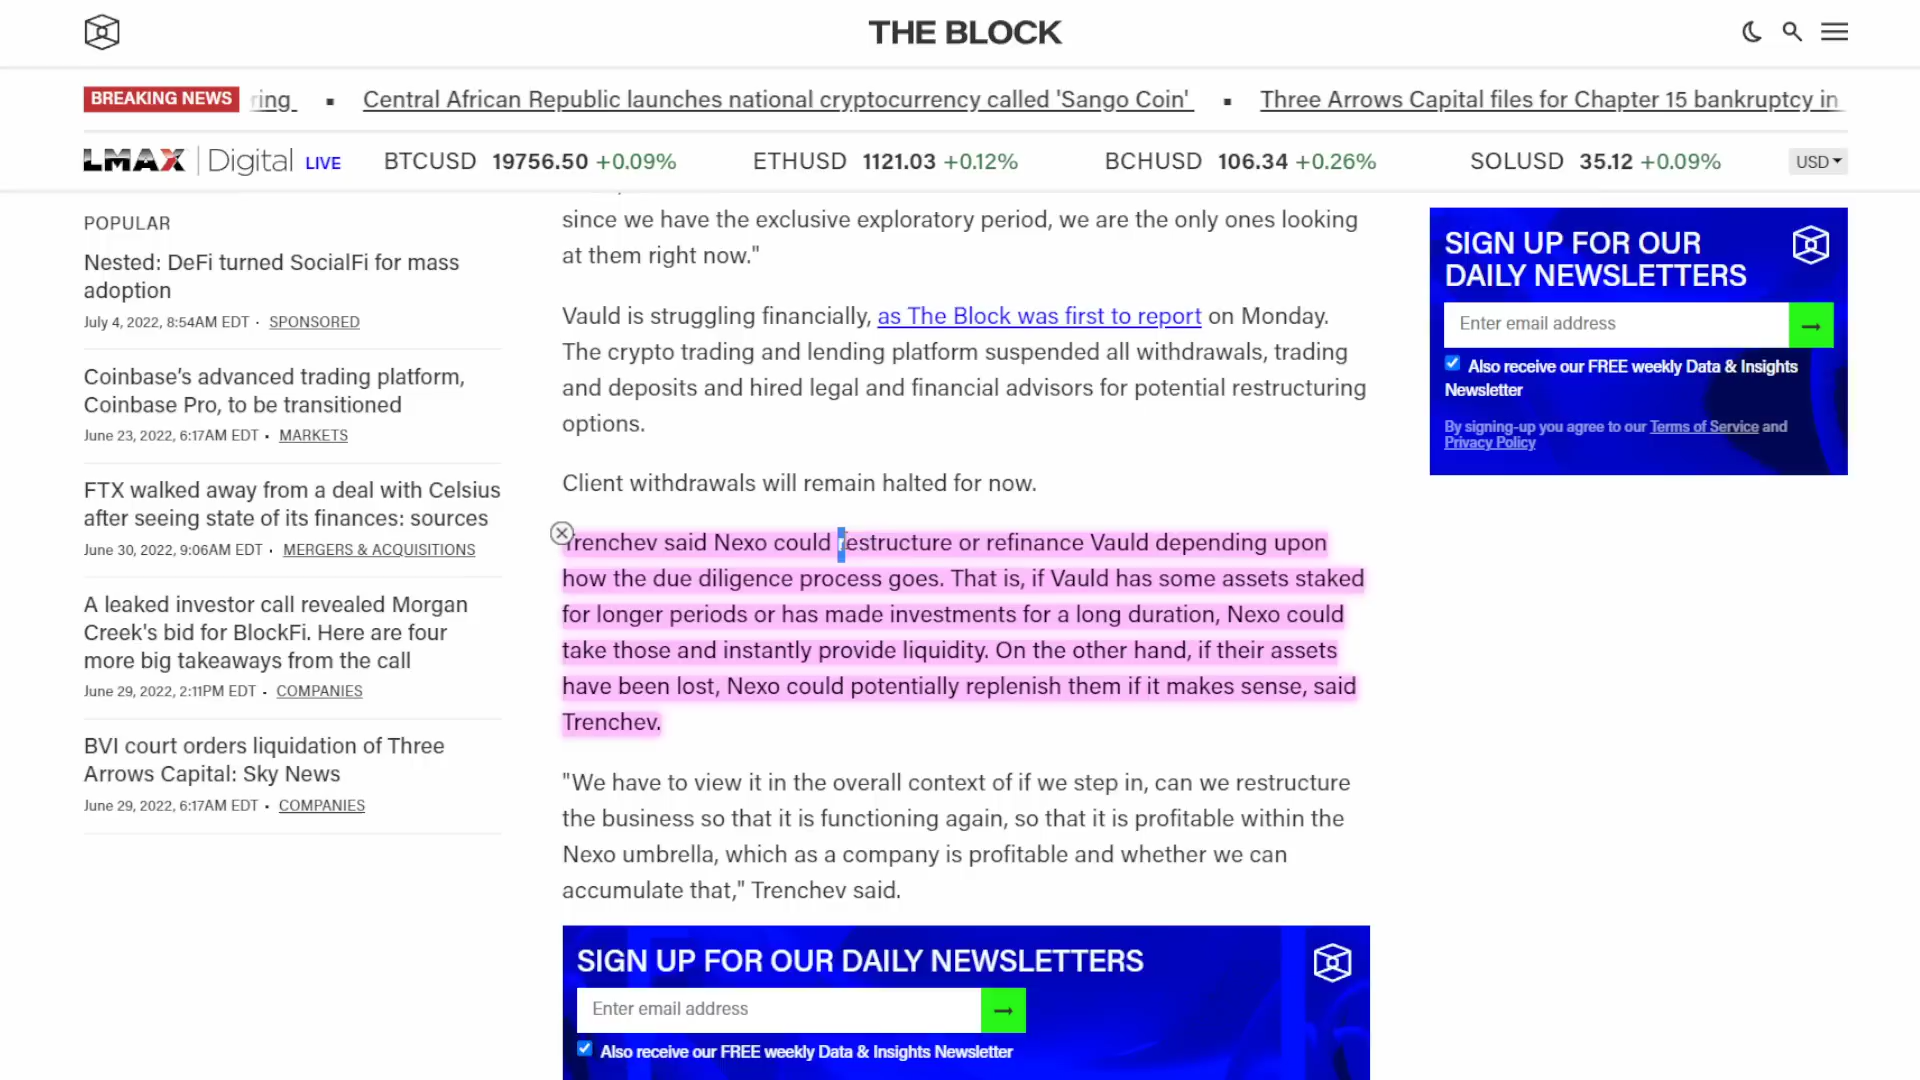 THE BLOCK
BREAKING NEWS ring ▪ Central African Republic launches national cryptocurrency called 'Sango Coin' ▪ Three Arrows Capital files for Chapter 15 bankruptcy in
LMAX Digital LIVE BTCUSD 19756.50 +0.09% ETHUSD 1121.03 +0.12% BCHUSD 106.34 +0.26% SOLUSD 35.12 +0.09% USD
POPULAR
Nested: DeFi turned SocialFi for mass
adoption
July 4, 2022, 8:54AM EDT • SPONSORED
Coinbase's advanced trading platform,
Coinbase Pro, to be transitioned
June 23, 2022, 6:17AM EDT • MARKETS
FTX walked away from a deal with Celsius
after seeing state of its finances: sources
June 30, 2022, 9:06AM EDT • MERGERS & ACQUISITIONS
A leaked investor call revealed Morgan
Creek's bid for BlockFi. Here are four
more big takeaways from the call
June 29, 2022, 2:11PM EDT • COMPANIES
BVI court orders liquidation of Three
Arrows Capital: Sky News
June 29, 2022, 6:17AM EDT • COMPANIES
since we have the exclusive exploratory period, we are the only ones looking
at them right now."
Vauld is struggling financially, as The Block was first to report on Monday.
The crypto trading and lending platform suspended all withdrawals, trading
and deposits and hired legal and financial advisors for potential restructuring
options.
Client withdrawals will remain halted for now.
Trenchev said Nexo could restructure or refinance Vauld depending upon
how the due diligence process goes. That is, if Vauld has some assets staked
for longer periods or has made investments for a long duration, Nexo could
take those and instantly provide liquidity. On the other hand, if their assets
have been lost, Nexo could potentially replenish them if it makes sense, said
Trenchev.
"We have to view it in the overall context of if we step in, can we restructure
the business so that it is functioning again, so that it is profitable within the
Nexo umbrella, which as a company is profitable and whether we can
accumulate that," Trenchev said.
SIGN UP FOR OUR DAILY NEWSLETTERS
Enter email address →
Also receive our FREE weekly Data & Insights Newsletter
SIGN UP FOR OUR
DAILY NEWSLETTERS
Enter email address →
Also receive our FREE weekly Data & Insights
Newsletter
By signing-up you agree to our Terms of Service and
Privacy Policy